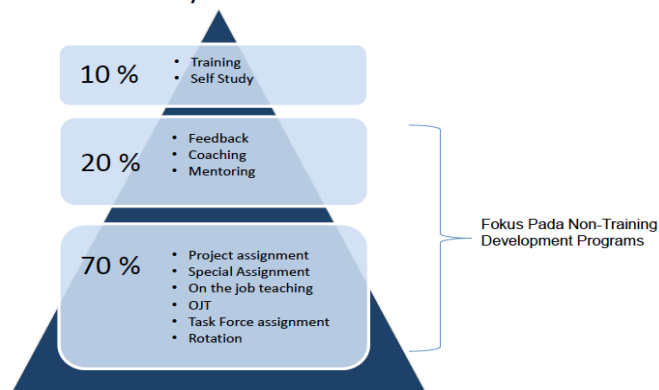 10 %
• Training
• Self Study
20 %
• Feedback
• Coaching
• Mentoring
70 %
• Project assignment
• Special Assignment
• On the job teaching
• OJT
• Task Force assignment
• Rotation
Fokus Pada Non-Training
Development Programs